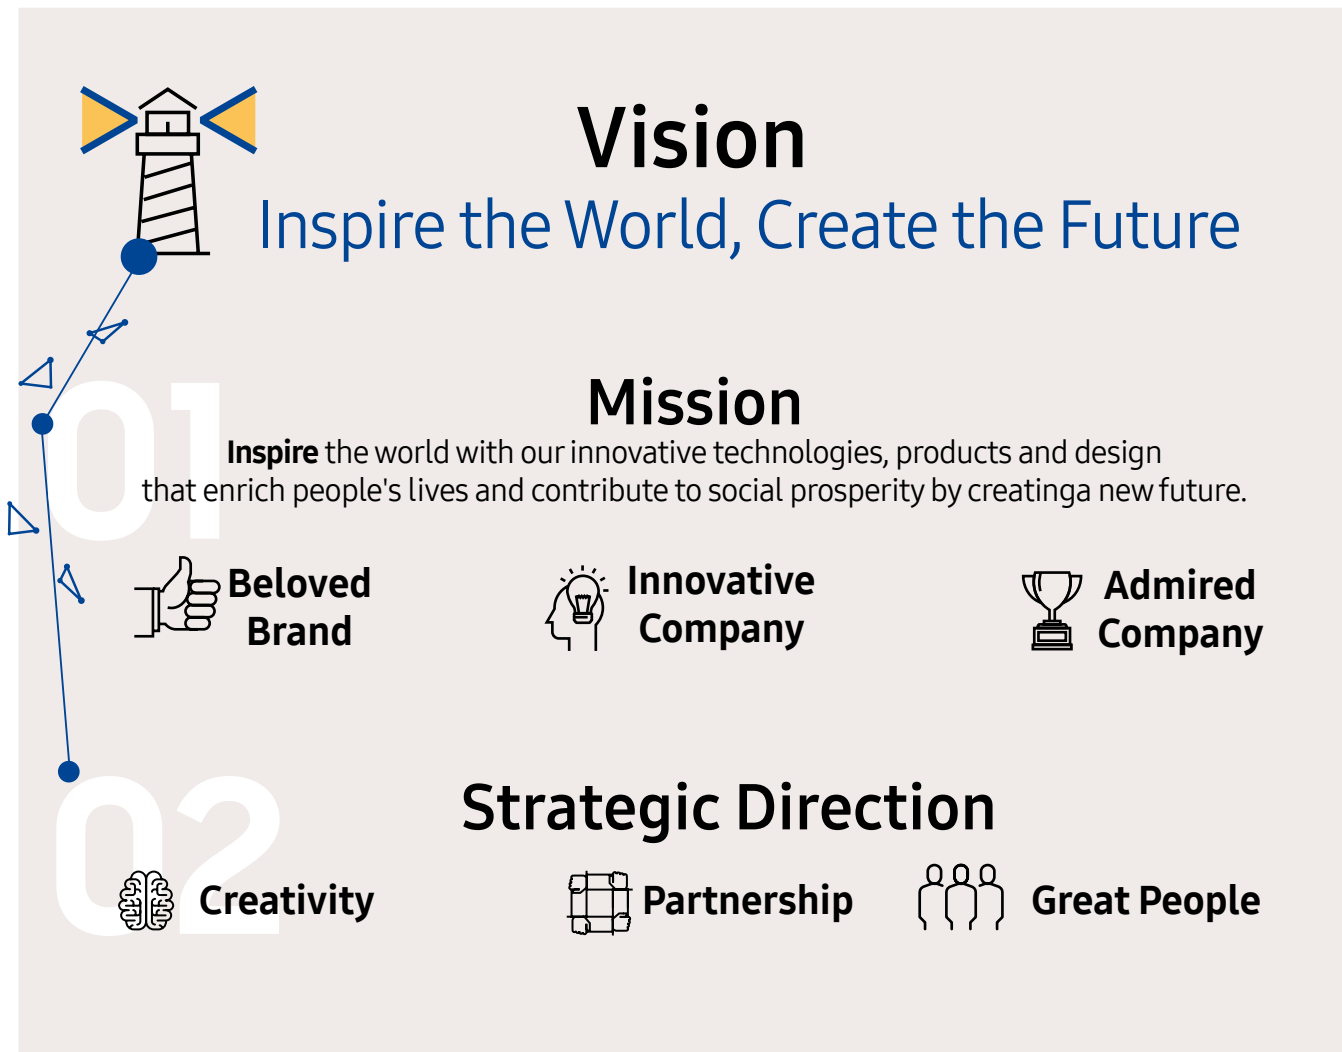 Vision
Inspire the World, Create the Future
01
Mission
Inspire the world with our innovative technologies, products and design
that enrich people's lives and contribute to social prosperity by creatinga new future.
Beloved
Brand
Innovative
Company
Admired
Company
02
Strategic Direction
Creativity
Partnership
Great People